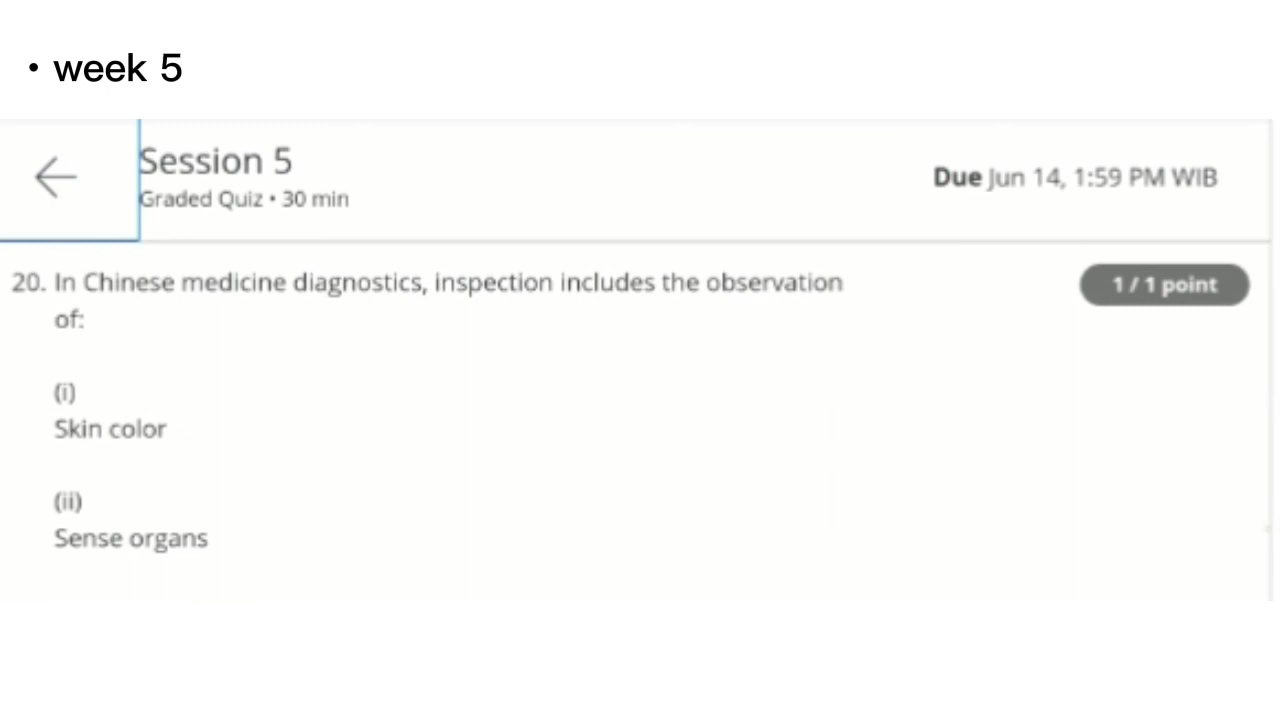 • week 5
Session 5
Graded Quiz • 30 min
Due Jun 14, 1:59 PM WIB
20. In Chinese medicine diagnostics, inspection includes the observation
of:
1 / 1 point
(i)
Skin color
(ii)
Sense organs